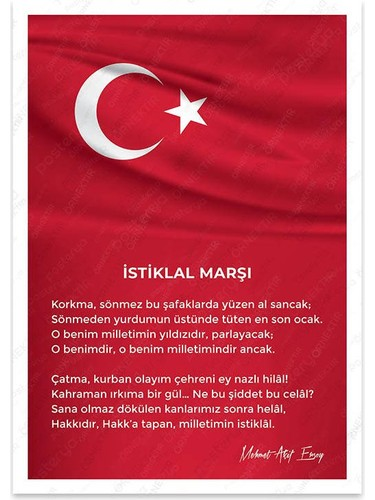 İSTİKLAL MARŞI
Korkma, sönmez bu şafaklarda yüzen al sancak;
Sönmeden yurdumun üstünde tüten en son ocak.
O benim milletimin yıldızıdır, parlayacak;
O benimdir, o benim milletimindir ancak.
Çatma, kurban olayım çehreni ey nazlı hilâl!
Kahraman ırkıma bir gül... Ne bu şiddet bu celâl?
Sana olmaz dökülen kanlarımız sonra helâl,
Hakkıdır, Hakk'a tapan, milletimin istiklâl.
Mehmet Akif Ersoy